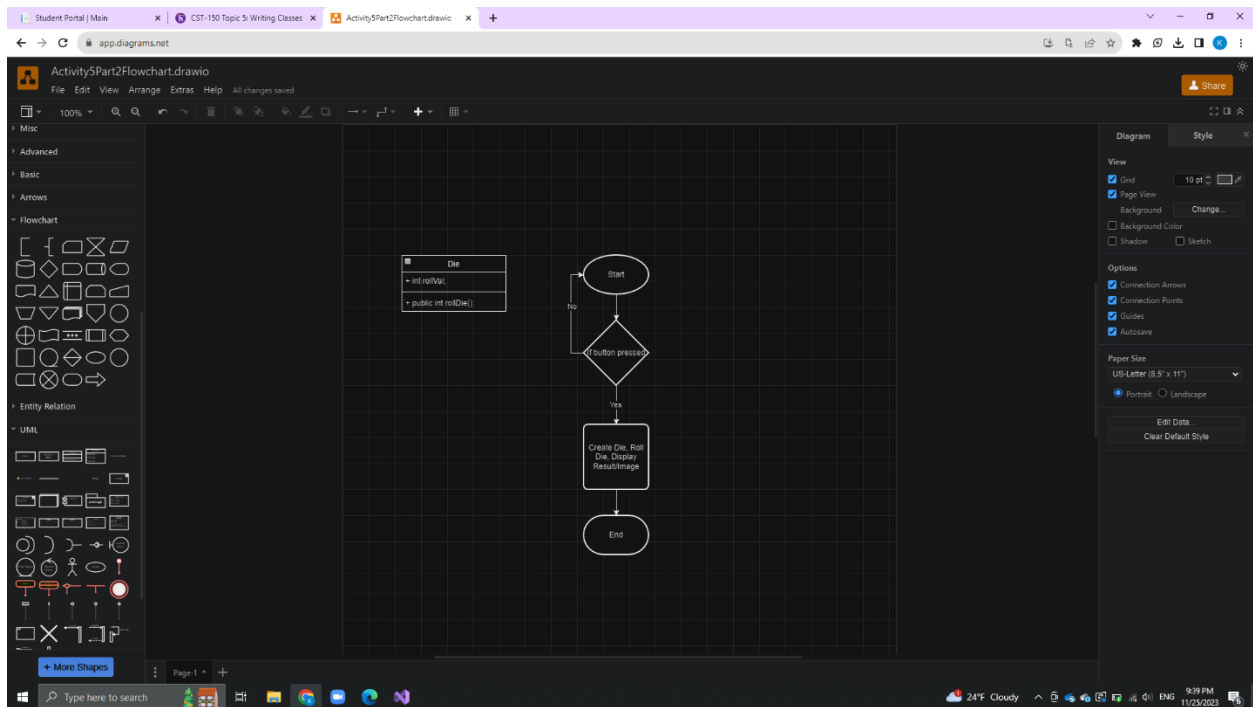 Student Portal | Main
CST-150 Topic 5: Writing Classes
Activity5Part2Flowchart.drawio
app.diagrams.net
K
Activity5Part2Flowchart.drawio
File Edit View Arrange Extras Help All changes saved
Share
100%
Misc
Advanced
Basic
Arrows
Flowchart
Entity Relation
UML
+ More Shapes
Die
+ int rollVal;
+ public int rollDie();
Start
No
If button pressed
Yes
Create Die, Roll
Die, Display
Result/Image
End
Diagram Style
View
Grid 10 pt
Page View
Background Change...
Background Color
Shadow Sketch
Options
Connection Arrows
Connection Points
Guides
Autosave
Paper Size
US-Letter (8,5" x 11")
Portrait Landscape
Edit Data...
Clear Default Style
Page-1
Type here to search
24°F Cloudy
ENG
9:39 PM
11/25/2023
6